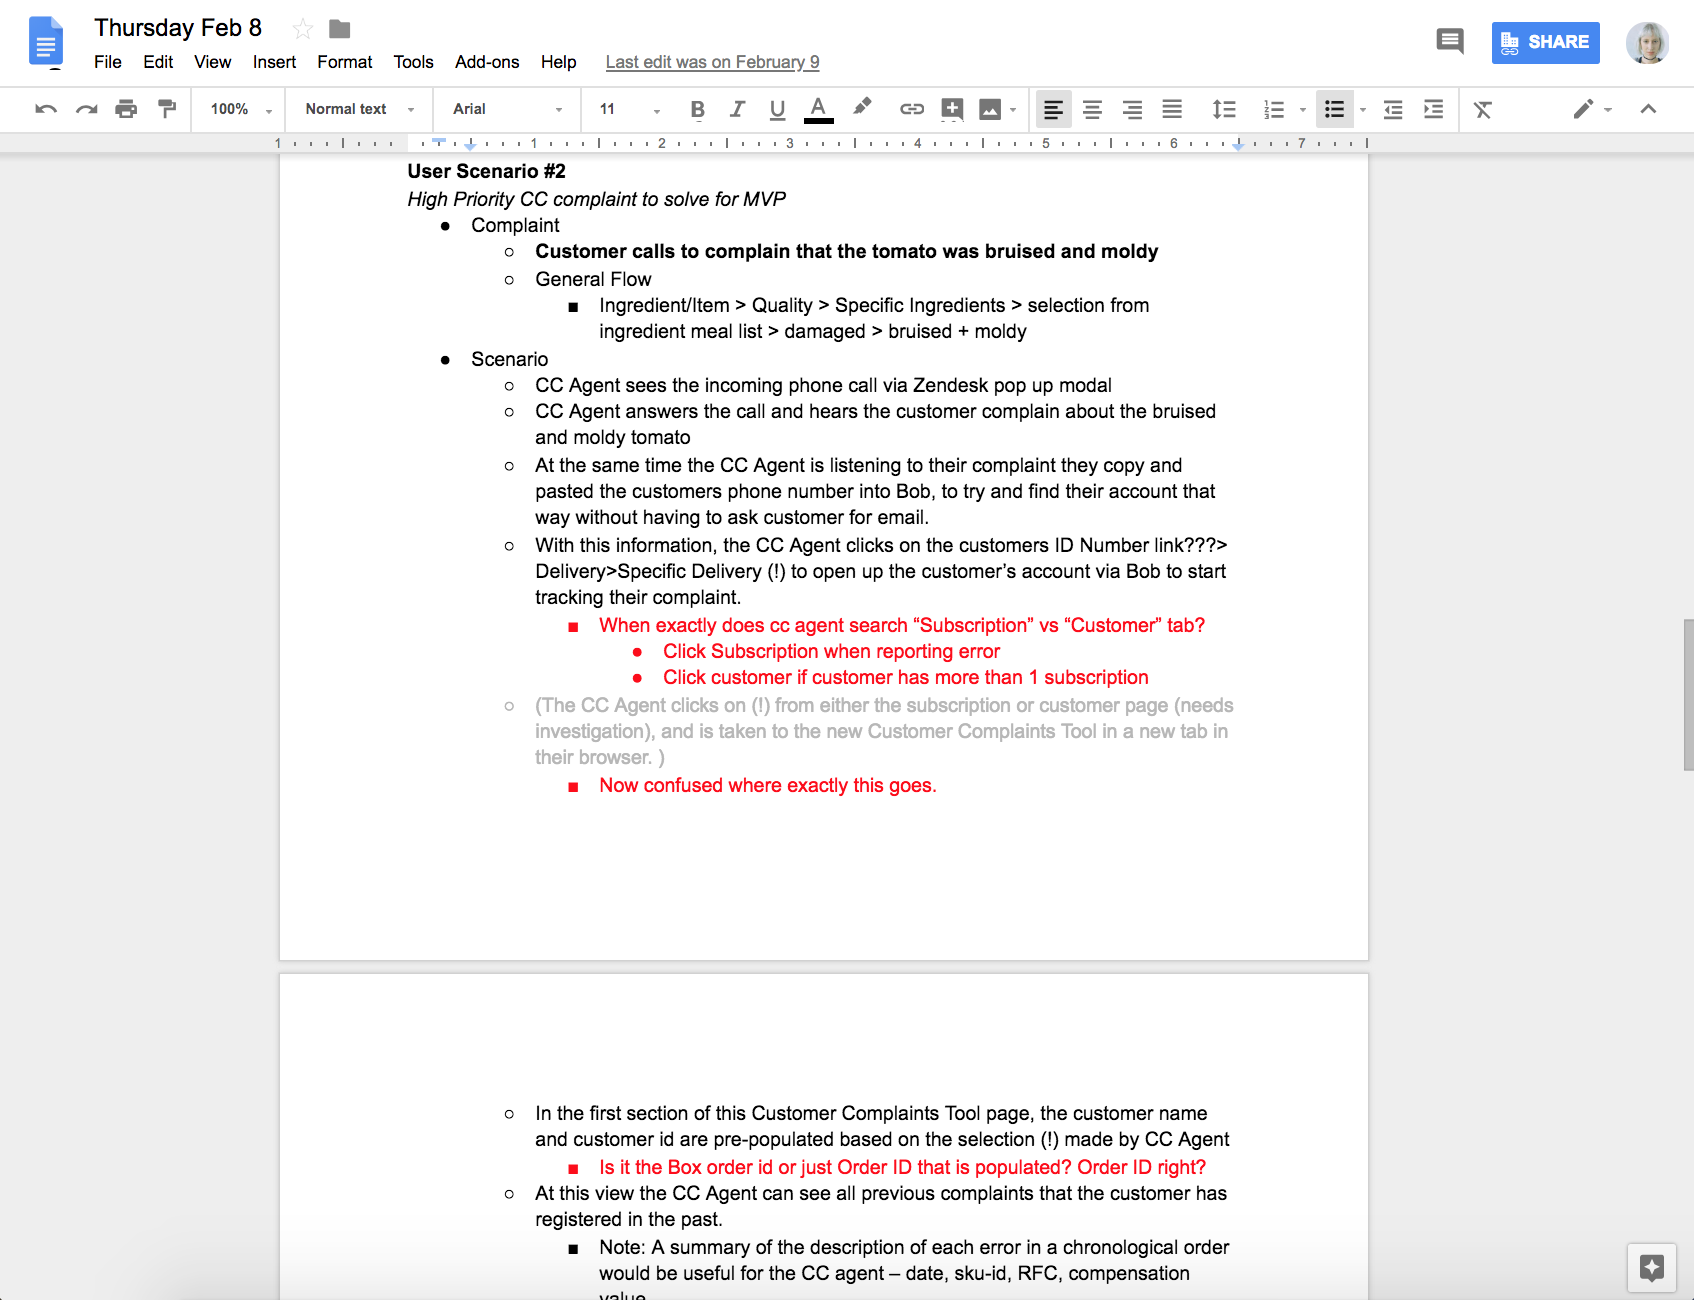 Thursday Feb 8
File Edit View Insert Format Tools Add-ons Help Last edit was on February 9
SHARE
100% Normal text Arial 11 B I U A
1 1 2 3 4 5 6 7
User Scenario #2
High Priority CC complaint to solve for MVP
● Complaint
○ Customer calls to complain that the tomato was bruised and moldy
○ General Flow
■ Ingredient/Item > Quality > Specific Ingredients > selection from
ingredient meal list > damaged > bruised + moldy
● Scenario
○ CC Agent sees the incoming phone call via Zendesk pop up modal
○ CC Agent answers the call and hears the customer complain about the bruised
and moldy tomato
○ At the same time the CC Agent is listening to their complaint they copy and
pasted the customers phone number into Bob, to try and find their account that
way without having to ask customer for email.
○ With this information, the CC Agent clicks on the customers ID Number link???>
Delivery>Specific Delivery (!) to open up the customer’s account via Bob to start
tracking their complaint.
■ When exactly does cc agent search “Subscription” vs “Customer” tab?
● Click Subscription when reporting error
● Click customer if customer has more than 1 subscription
○ (The CC Agent clicks on (!) from either the subscription or customer page (needs
investigation), and is taken to the new Customer Complaints Tool in a new tab in
their browser. )
■ Now confused where exactly this goes.
○ In the first section of this Customer Complaints Tool page, the customer name
and customer id are pre-populated based on the selection (!) made by CC Agent
■ Is it the Box order id or just Order ID that is populated? Order ID right?
○ At this view the CC Agent can see all previous complaints that the customer has
registered in the past.
■ Note: A summary of the description of each error in a chronological order
would be useful for the CC agent – date, sku-id, RFC, compensation
value